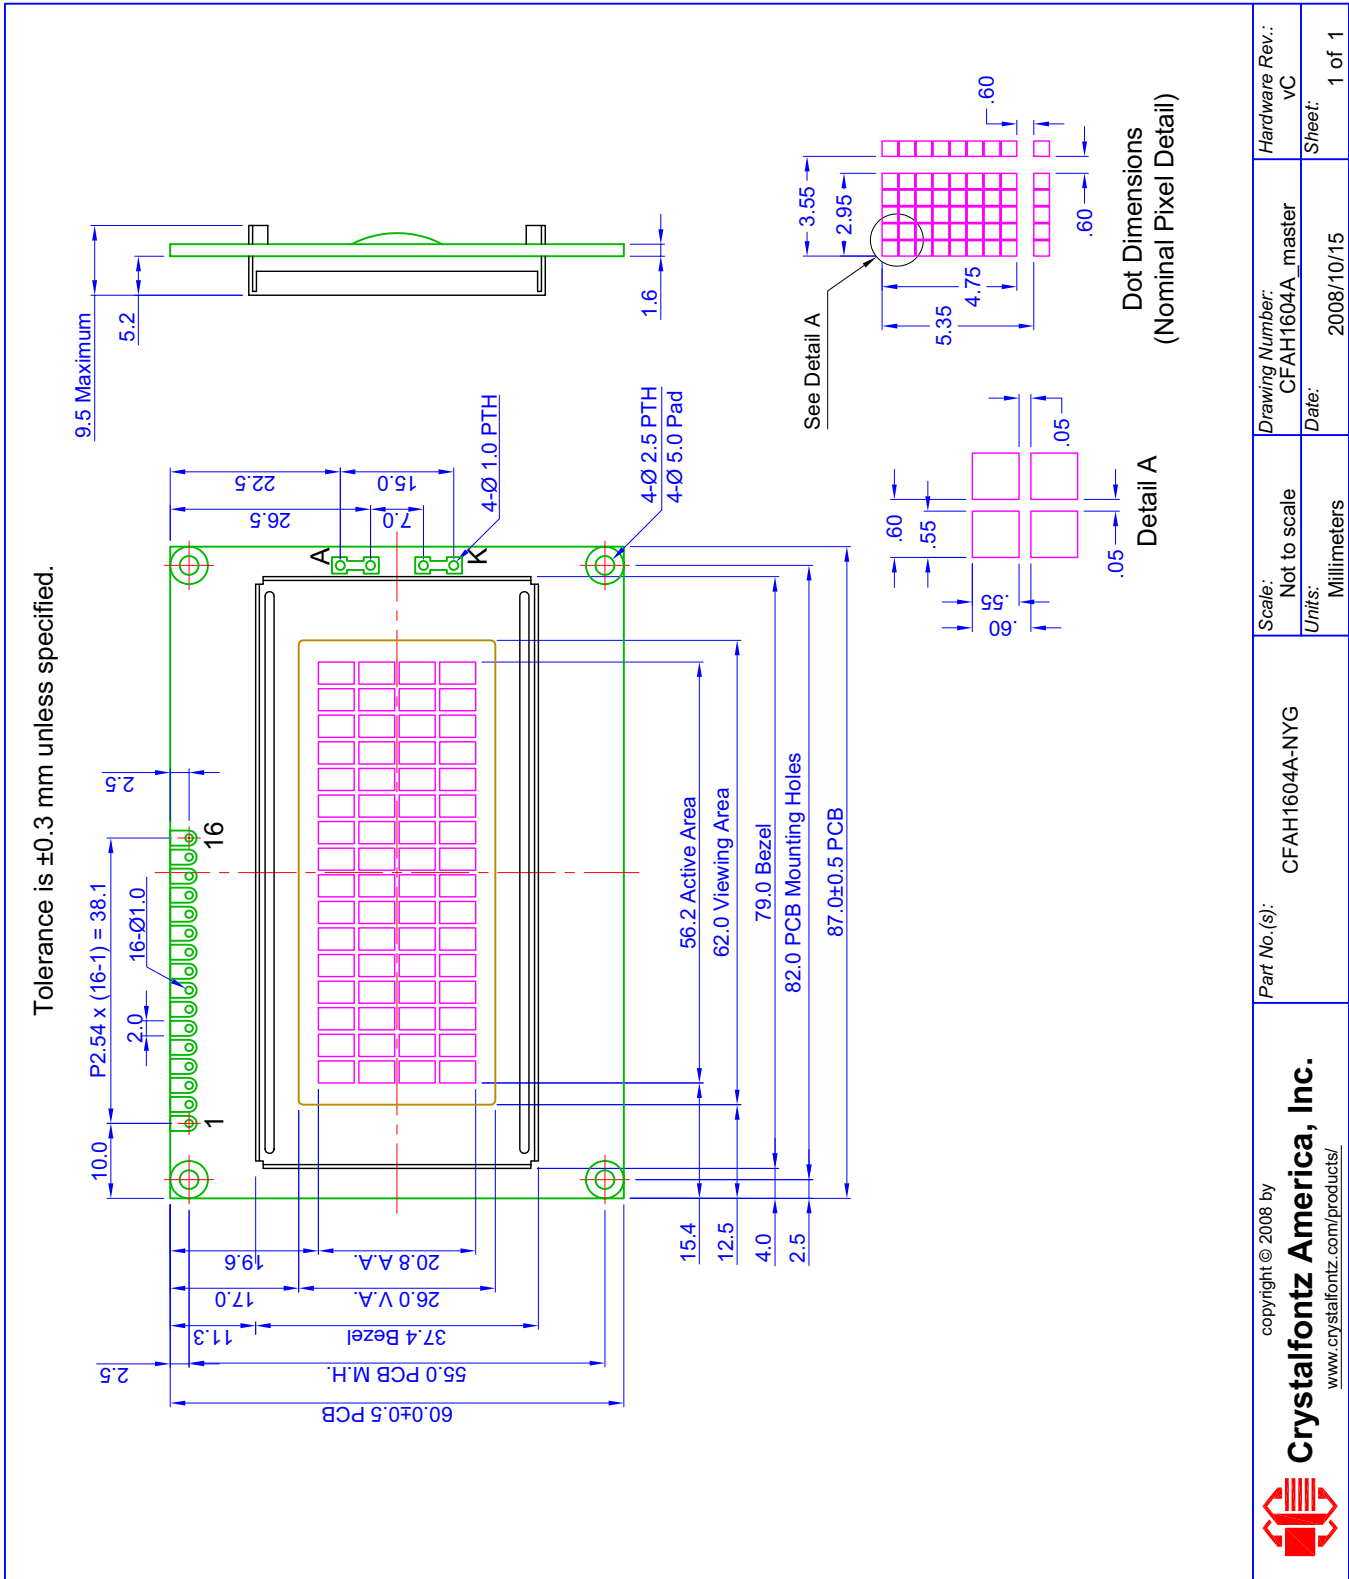 Tolerance is ±0.3 mm unless specified.
10.0
P2.54 x (16-1) = 38.1
2.0
16-Ø1.0
2.5
1
16
A
K
22.5
26.5
15.0
7.0
4-Ø 1.0 PTH
4-Ø 2.5 PTH
4-Ø 5.0 Pad
2.5
11.3
17.0
19.6
20.8 A.A.
26.0 V.A.
37.4 Bezel
55.0 PCB M.H.
60.0±0.5 PCB
15.4
56.2 Active Area
12.5
62.0 Viewing Area
4.0
79.0 Bezel
2.5
82.0 PCB Mounting Holes
87.0±0.5 PCB
9.5 Maximum
5.2
1.6
See Detail A
3.55
2.95
.60
.60
4.75
5.35
Dot Dimensions
(Nominal Pixel Detail)
.60
.55
.55
.60
.05
.05
Detail A
copyright © 2008 by
Crystalfontz America, Inc.
www.crystalfontz.com/products/
Part No.(s):
CFAH1604A-NYG
Scale:
Not to scale
Units:
Millimeters
Drawing Number:
CFAH1604A_master
Date:
2008/10/15
Hardware Rev.:
vC
Sheet:
1 of 1